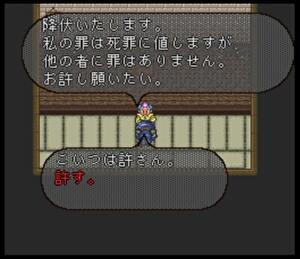 降伏いたします。
私の罪は死罪に値しますが、
他の者に罪はありません。
お許し願いたい。
こいつは許さん。
許す。